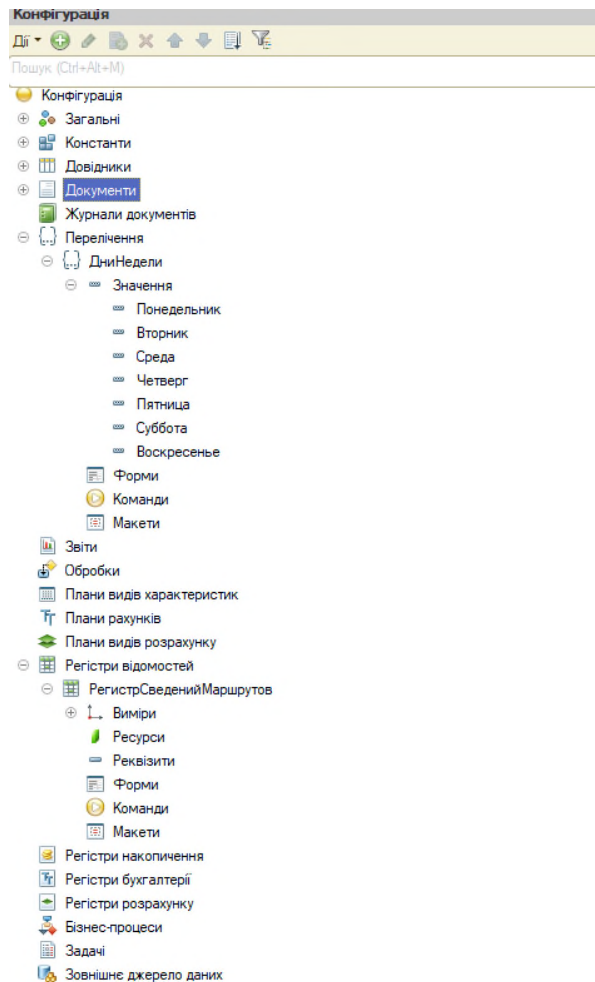 Конфігурація
Дії
Пошук (Ctrl+Alt+M)
Конфігурація
Загальні
Константи
Довідники
Документи
Журнали документів
Перелічення
ДниНедели
Значення
Понедельник
Вторник
Среда
Четверг
Пятница
Суббота
Воскресенье
Форми
Команди
Макети
Звіти
Обробки
Плани видів характеристик
Плани рахунків
Плани видів розрахунку
Регістри відомостей
РегистрСведенийМаршрутов
Виміри
Ресурси
Реквізити
Форми
Команди
Макети
Регістри накопичення
Регістри бухгалтерії
Регістри розрахунку
Бізнес-процеси
Задачі
Зовнішнє джерело даних